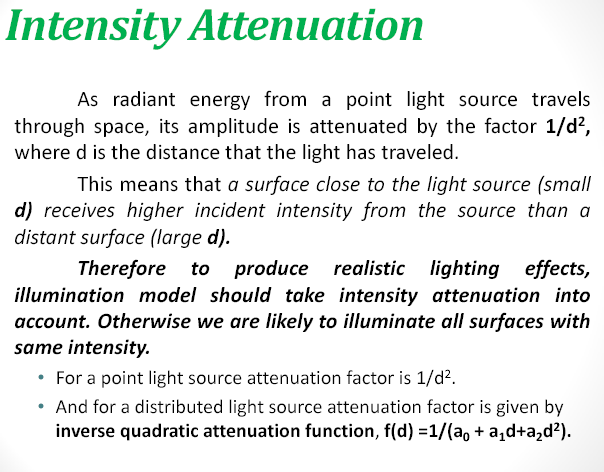 Intensity Attenuation
As radiant energy from a point light source travels
through space, its amplitude is attenuated by the factor 1/d²,
where d is the distance that the light has traveled.
This means that a surface close to the light source (small
d) receives higher incident intensity from the source than a
distant surface (large d).
Therefore to produce realistic lighting effects,
illumination model should take intensity attenuation into
account. Otherwise we are likely to illuminate all surfaces with
same intensity.
• For a point light source attenuation factor is 1/d².
• And for a distributed light source attenuation factor is given by
inverse quadratic attenuation function, f(d) =1/(a₀ + a₁d+a₂d²).